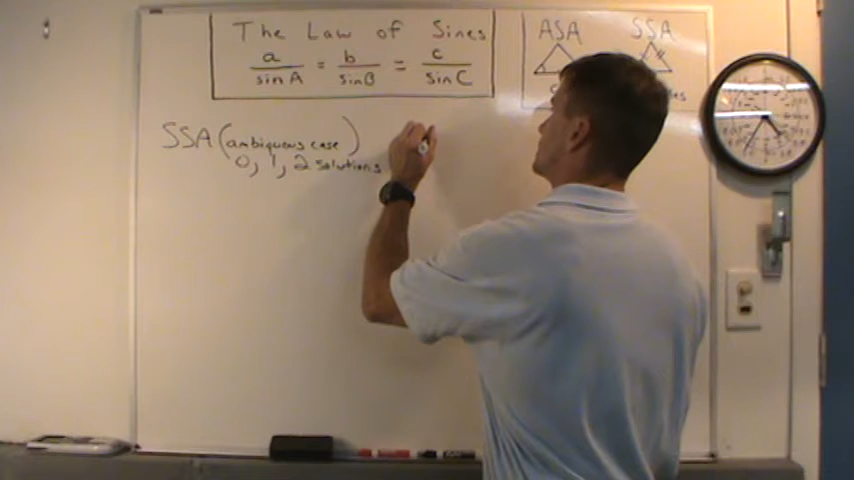 The Law of Sines
a/sin A = b/sin B = c/sin C
ASA SSA
SSA (ambiguous case)
0, 1, 2 solutions